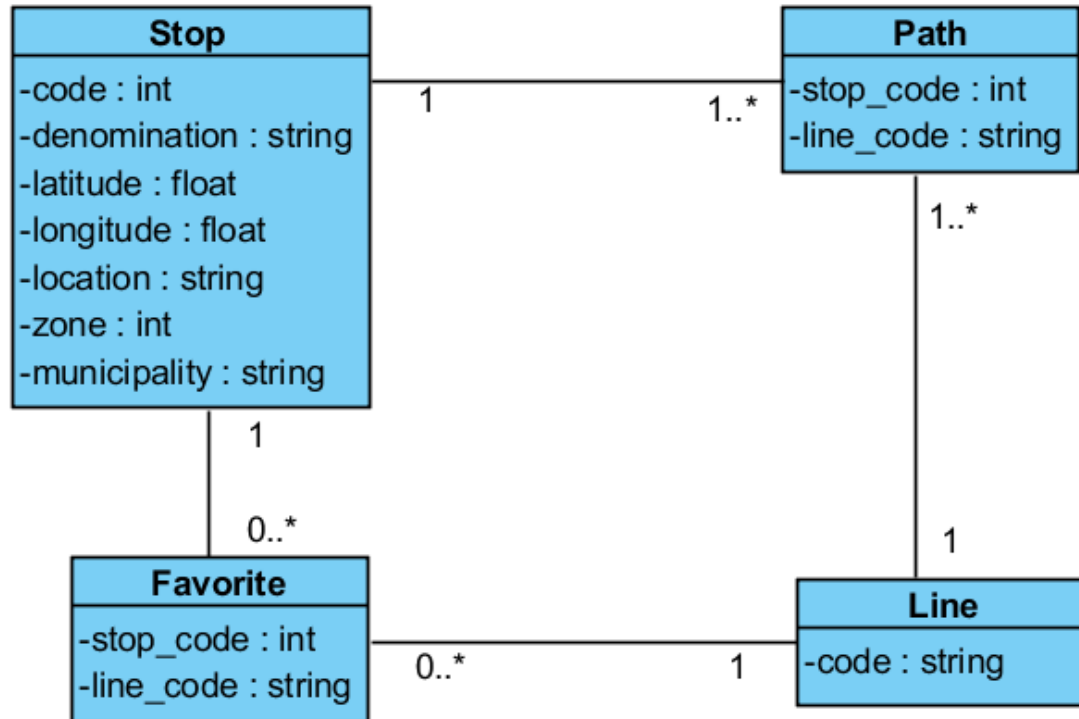 Stop
-code : int
-denomination : string
-latitude : float
-longitude : float
-location : string
-zone : int
-municipality : string
1
1..*
Path
-stop_code : int
-line_code : string
1..*
1
1
0..*
Favorite
-stop_code : int
-line_code : string
0..*
1
Line
-code : string